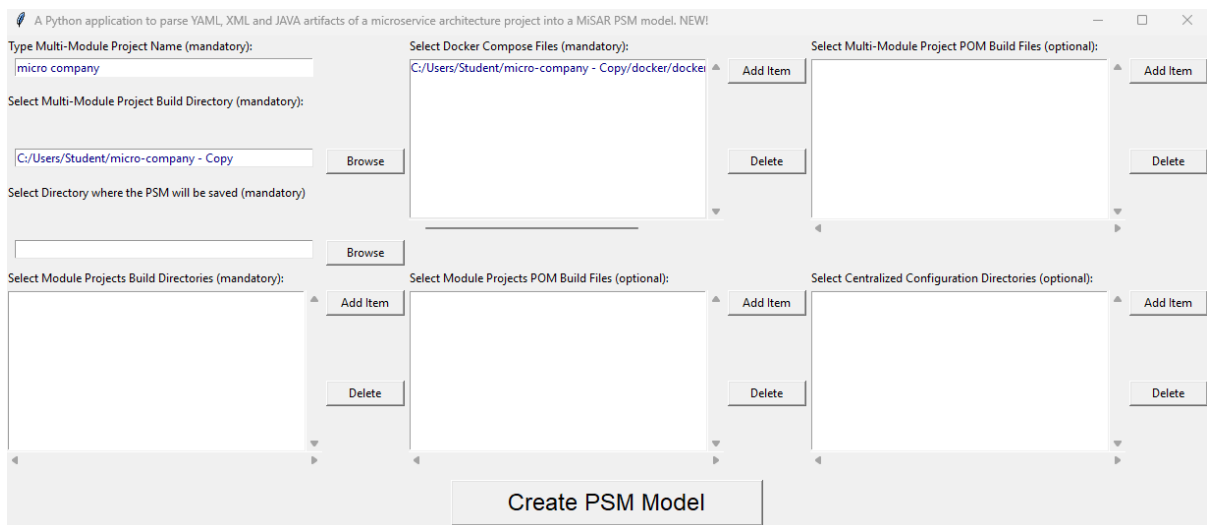 A Python application to parse YAML, XML and JAVA artifacts of a microservice architecture project into a MiSAR PSM model. NEW!
Type Multi-Module Project Name (mandatory):
micro company
Select Multi-Module Project Build Directory (mandatory):
C:/Users/Student/micro-company - Copy
Browse
Select Directory where the PSM will be saved (mandatory)
Browse
Select Docker Compose Files (mandatory):
C:/Users/Student/micro-company - Copy/docker/docker
Add Item
Delete
Select Multi-Module Project POM Build Files (optional):
Add Item
Delete
Select Module Projects Build Directories (mandatory):
Add Item
Delete
Select Module Projects POM Build Files (optional):
Add Item
Delete
Select Centralized Configuration Directories (optional):
Add Item
Delete
Create PSM Model